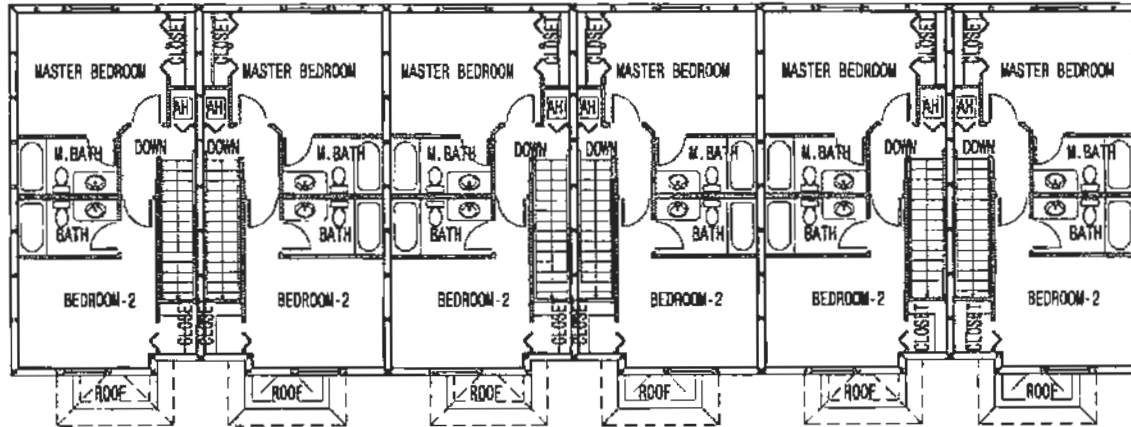 CLOSET CLOSET CLOSET CLOSET CLOSET CLOSET
MASTER BEDROOM MASTER BEDROOM MASTER BEDROOM MASTER BEDROOM MASTER BEDROOM MASTER BEDROOM
AH AH AH AH AH AH
DOWN DOWN DOWN DOWN DOWN DOWN
M.BATH M.BATH M.BATH M.BATH M.BATH M.BATH
BATH BATH BATH BATH BATH BATH
BEDROOM-2 BEDROOM-2 BEDROOM-2 BEDROOM-2 BEDROOM-2 BEDROOM-2
CLOSE CLOSE CLOSET CLOSE CLOSET CLOSET
ROOF ROOF ROOF ROOF ROOF ROOF